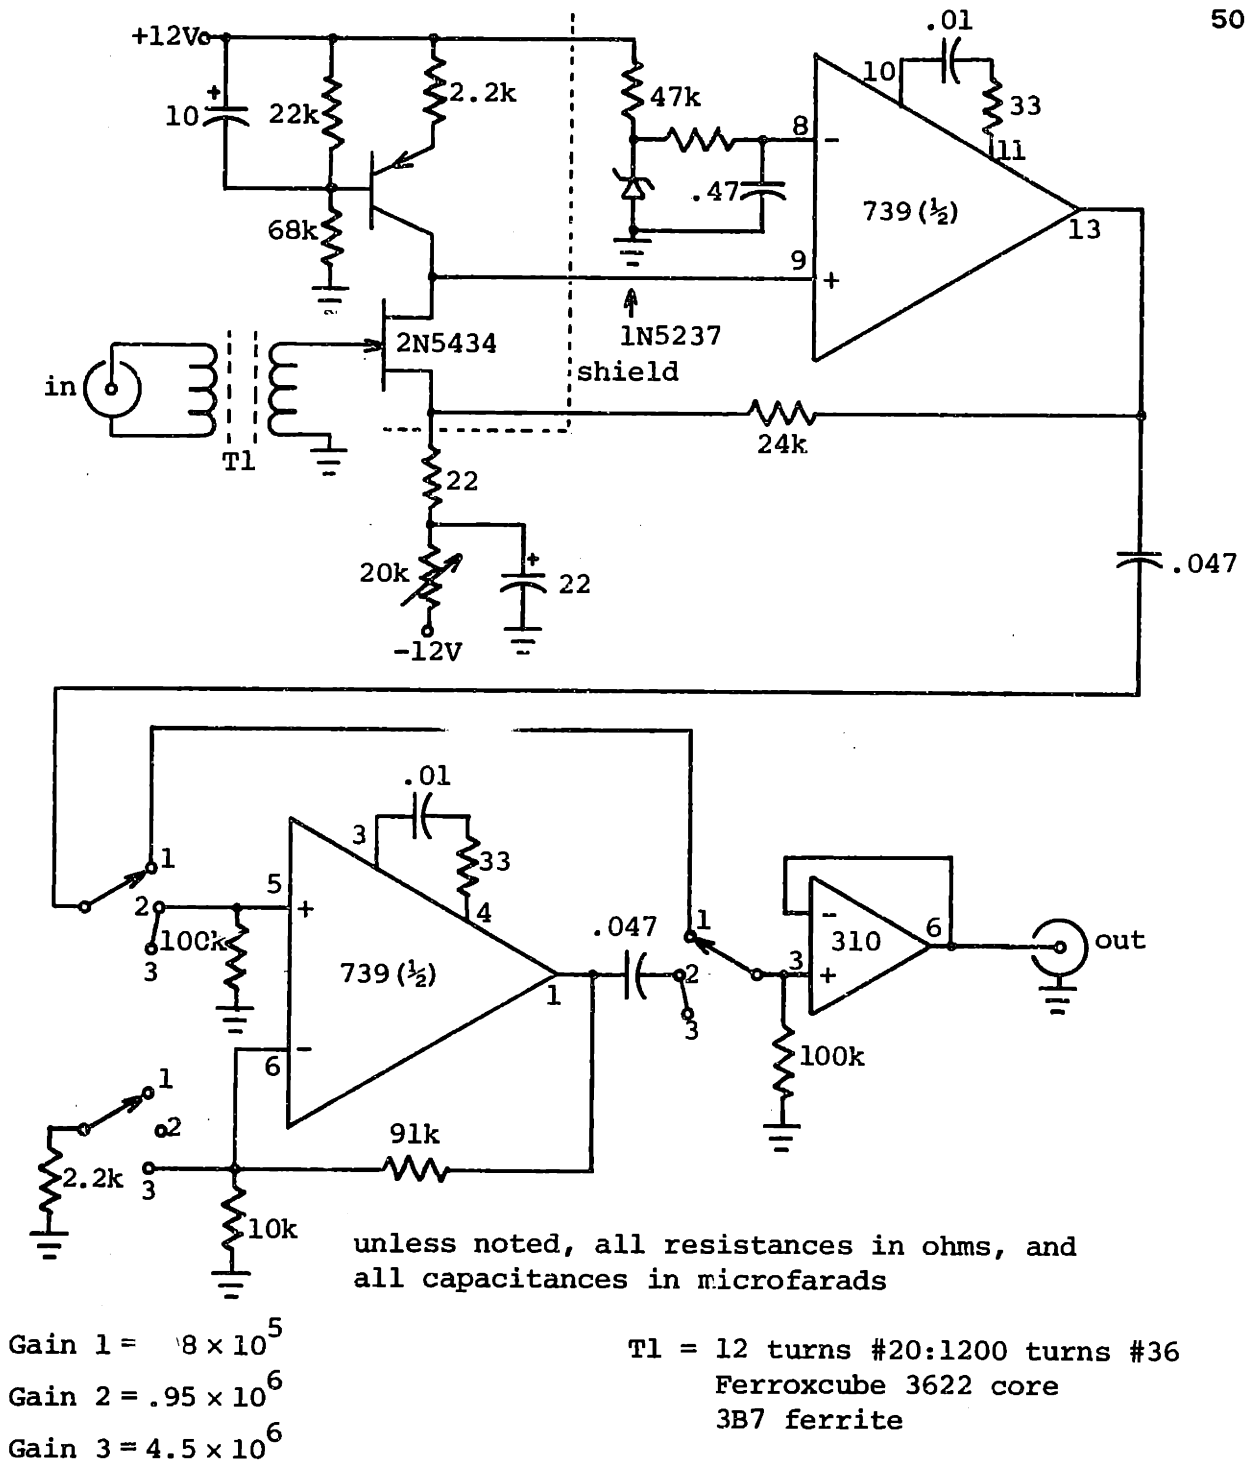 50
+12V
+
10
22k
2.2k
68k
47k
.47
8
-
9
+
10
.01
33
11
739(½)
13
1N5237
shield
2N5434
in
T1
24k
22
20k
-12V
+
22
.047
1
2
3
100k
5
+
6
-
3
.01
33
4
739(½)
1
.047
1
2
3
3
-
+
310
6
out
100k
1
2
3
2.2k
91k
10k
unless noted, all resistances in ohms, and
all capacitances in microfarads
Gain 1 = 8 × 10^5
Gain 2 = .95 × 10^6
Gain 3 = 4.5 × 10^6
T1 = 12 turns #20:1200 turns #36
Ferroxcube 3622 core
3B7 ferrite